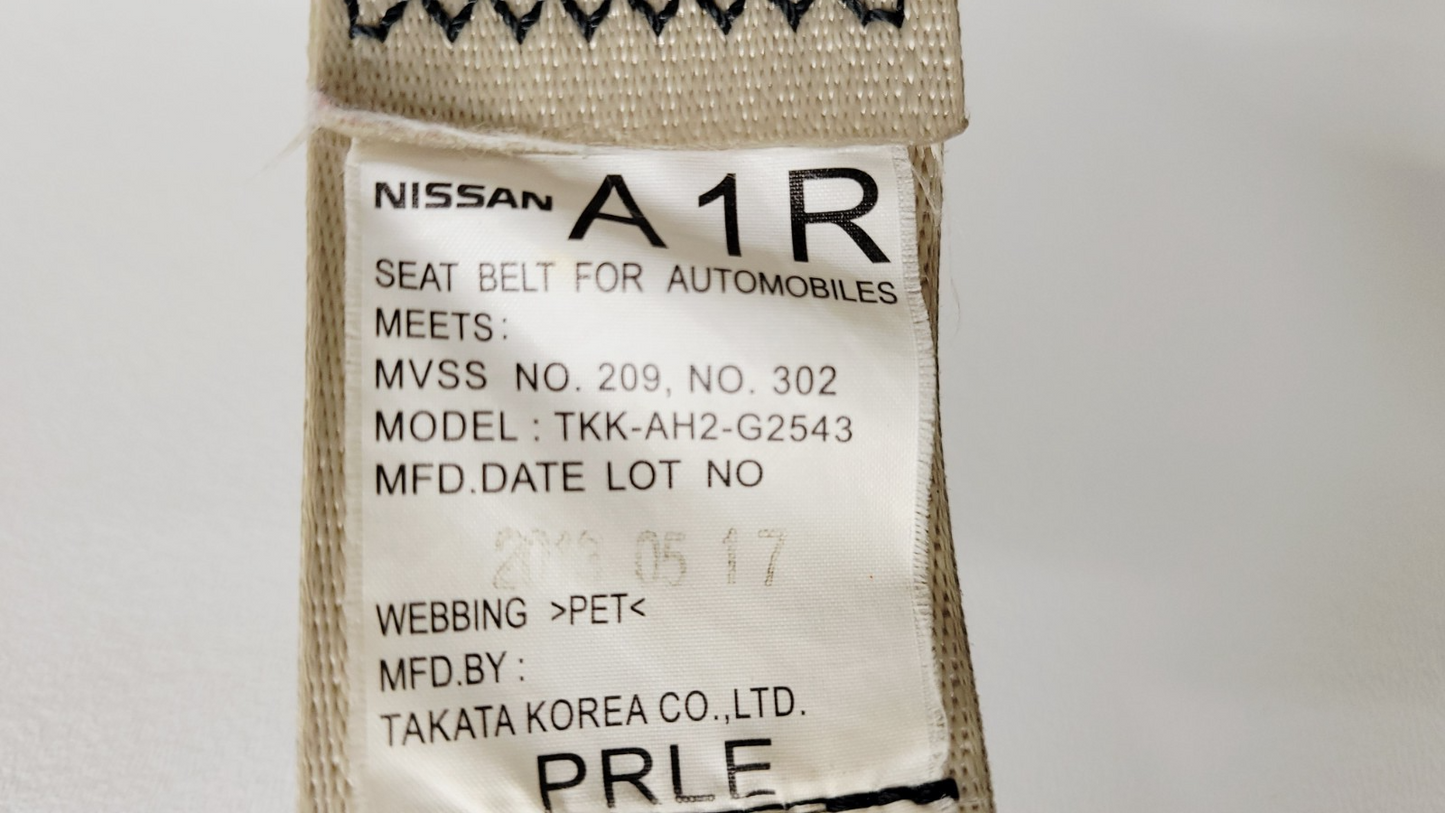 NISSAN A1R
SEAT BELT FOR AUTOMOBILES
MEETS:
MVSS NO. 209, NO. 302
MODEL : TKK-AH2-G2543
MFD.DATE LOT NO
05 17
WEBBING >PET<
MFD.BY :
TAKATA KOREA CO.,LTD.
PRLE